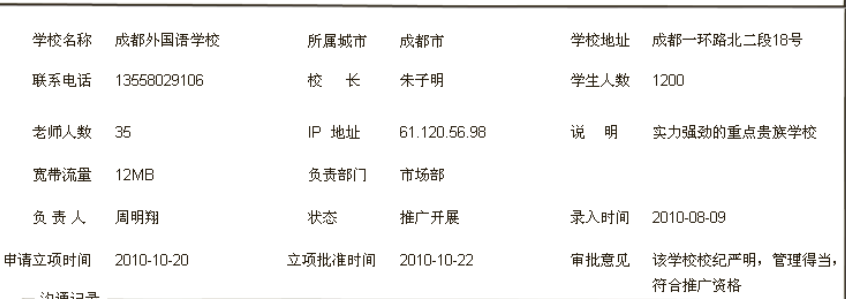 学校名称 成都外国语学校 所属城市 成都市 学校地址 成都一环路北二段18号
联系电话 13558029106 校 长 朱子明 学生人数 1200
老师人数 35 IP 地址 61.120.56.98 说 明 实力强劲的重点贵族学校
宽带流量 12MB 负责部门 市场部
负 责 人 周明翔 状态 推广开展 录入时间 2010-08-09
申请立项时间 2010-10-20 立项批准时间 2010-10-22 审批意见 该学校校纪严明，管理得当，
符合推广资格
沟通记录